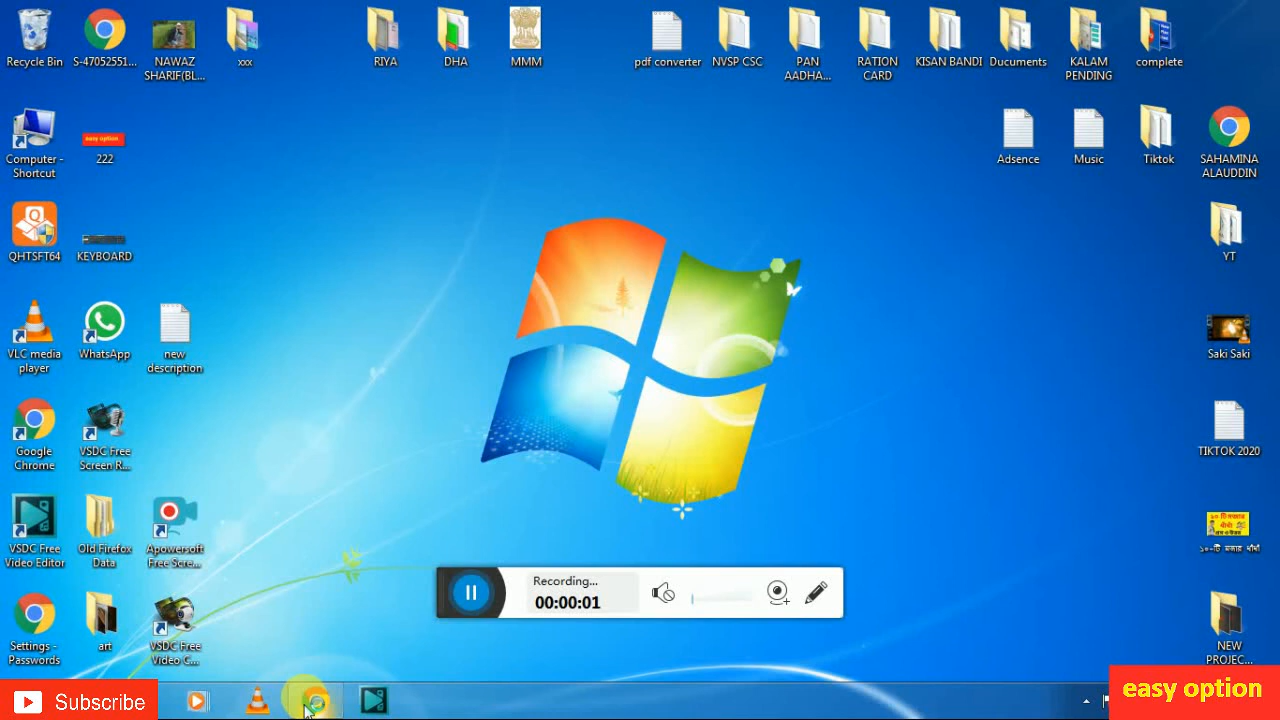 Recycle Bin
S-47052551...
NAWAZ
SHARIF(BL...
xxx
RIYA
DHA
MMM
pdf converter
NVSP CSC
PAN
AADHA...
RATION
CARD
KISAN BANDI
Ducuments
KALAM
PENDING
complete
Computer -
Shortcut
easy option
222
Adsence
Music
Tiktok
SAHAMINA
ALAUDDIN
QHTSFT64
KEYBOARD
YT
VLC media
player
WhatsApp
new
description
Saki Saki
Google
Chrome
VSDC Free
Screen R...
TIKTOK 2020
VSDC Free
Video Editor
Old Firefox
Data
Apowersoft
Free Scre...
১০-টি মজার ধাঁধাঁ
Recording...
00:00:01
Settings -
Passwords
art
VSDC Free
Video C...
NEW
PROJEC...
Subscribe
easy option